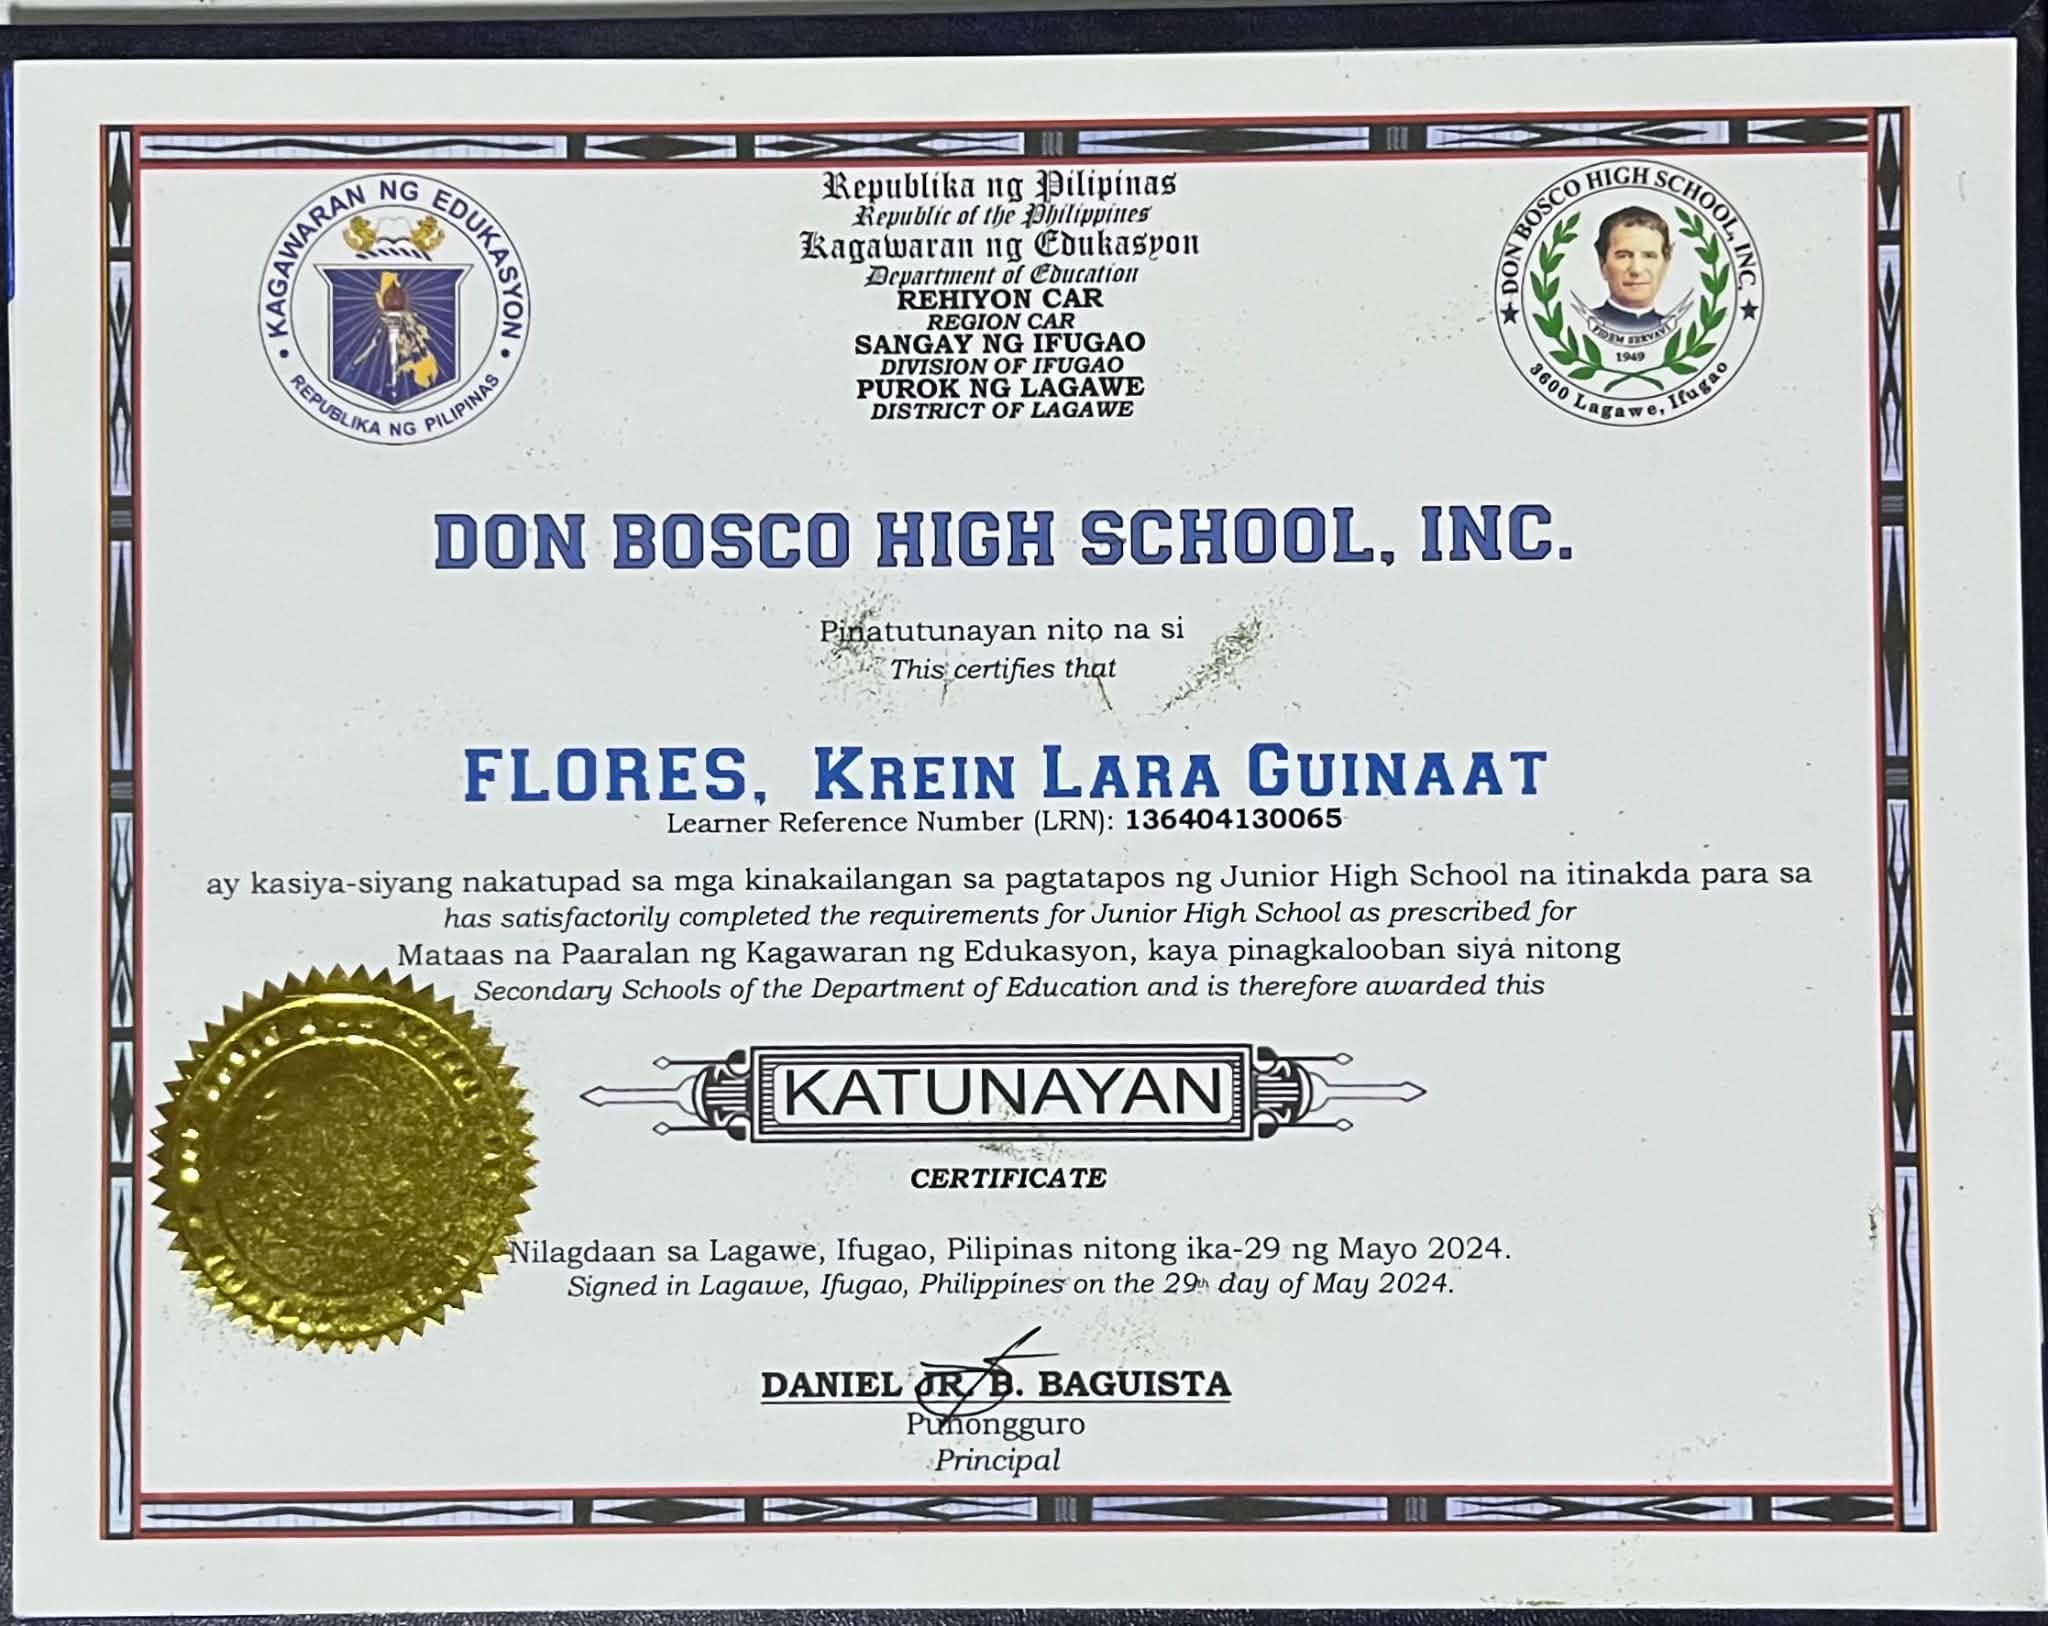 KAGAWARAN NG EDUKASYON
REPUBLIKA NG PILIPINAS
Republika ng Pilipinas
Republic of the Philippines
Kagawaran ng Edukasyon
Department of Education
REHIYON CAR
REGION CAR
SANGAY NG IFUGAO
DIVISION OF IFUGAO
PUROK NG LAGAWE
DISTRICT OF LAGAWE
DON BOSCO HIGH SCHOOL, INC.
FIDEM SERVAVI
1949
3600 Lagawe, Ifugao
DON BOSCO HIGH SCHOOL, INC.
Pinatutunayan nito na si
This certifies that
FLORES, KREIN LARA GUINAAT
Learner Reference Number (LRN): 136404130065
ay kasiya-siyang nakatupad sa mga kinakailangan sa pagtatapos ng Junior High School na itinakda para sa
has satisfactorily completed the requirements for Junior High School as prescribed for
Mataas na Paaralan ng Kagawaran ng Edukasyon, kaya pinagkalooban siya nitong
Secondary Schools of the Department of Education and is therefore awarded this
KATUNAYAN
CERTIFICATE
Nilagdaan sa Lagawe, Ifugao, Pilipinas nitong ika-29 ng Mayo 2024.
Signed in Lagawe, Ifugao, Philippines on the 29th day of May 2024.
DANIEL JR. B. BAGUISTA
Punongguro
Principal